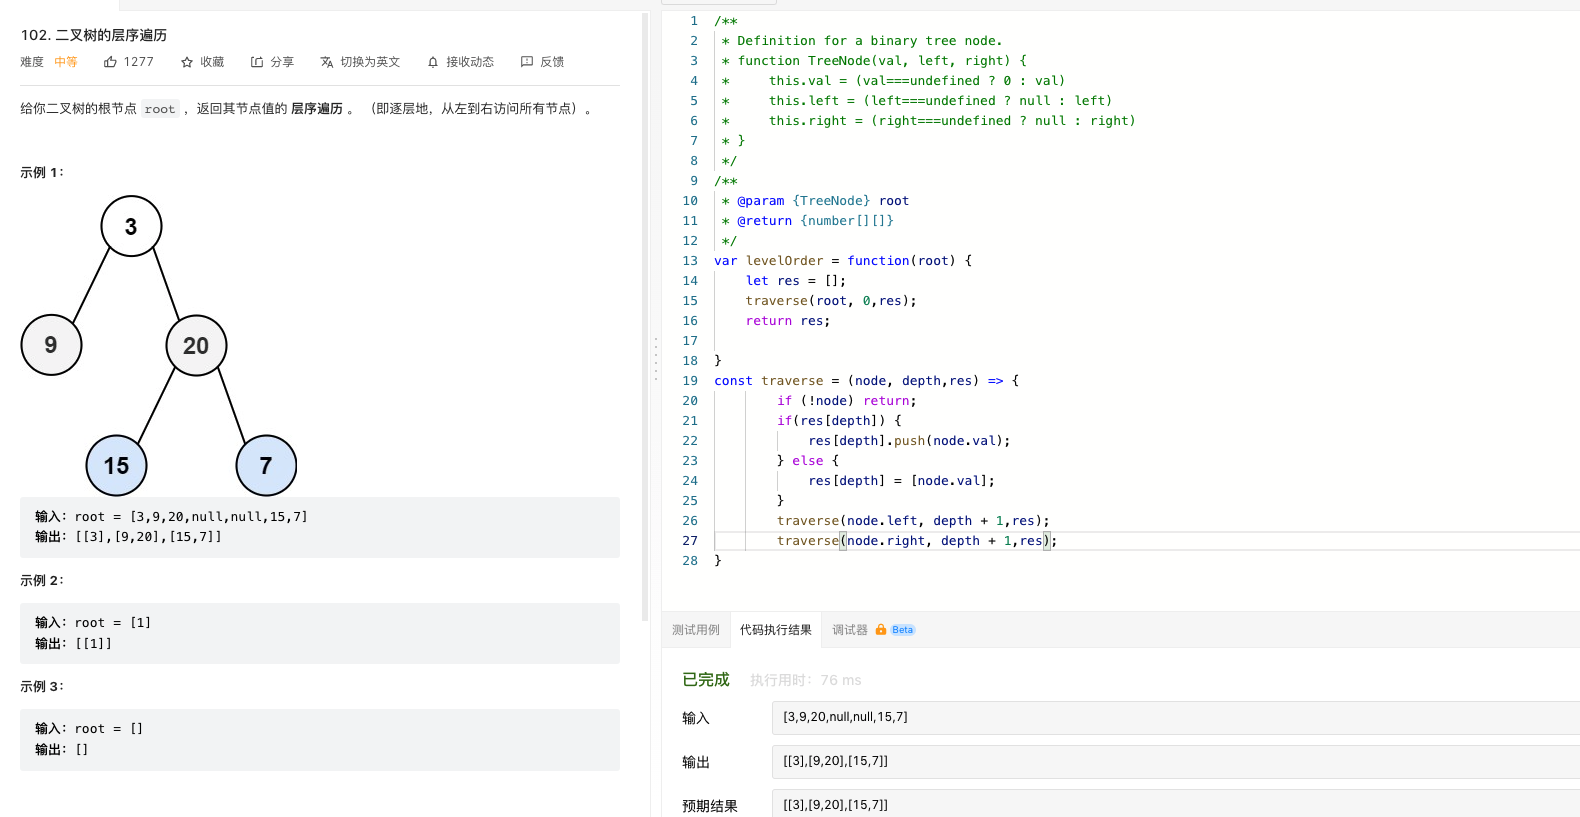 102. 二叉树的层序遍历
难度 中等 1277 收藏 分享 切换为英文 接收动态 反馈
给你二叉树的根节点 root ，返回其节点值的 层序遍历 。 （即逐层地，从左到右访问所有节点）。
示例 1：
3
9
20
15
7
输入：root = [3,9,20,null,null,15,7]
输出：[[3],[9,20],[15,7]]
示例 2：
输入：root = [1]
输出：[[1]]
示例 3：
输入：root = []
输出：[]
1 /**
2  * Definition for a binary tree node.
3  * function TreeNode(val, left, right) {
4  *     this.val = (val===undefined ? 0 : val)
5  *     this.left = (left===undefined ? null : left)
6  *     this.right = (right===undefined ? null : right)
7  * }
8  */
9 /**
10  * @param {TreeNode} root
11  * @return {number[][]}
12  */
13 var levelOrder = function(root) {
14     let res = [];
15     traverse(root, 0,res);
16     return res;
17
18 }
19 const traverse = (node, depth,res) => {
20         if (!node) return;
21         if(res[depth]) {
22             res[depth].push(node.val);
23         } else {
24             res[depth] = [node.val];
25         }
26         traverse(node.left, depth + 1,res);
27         traverse(node.right, depth + 1,res);
28 }
测试用例 代码执行结果 调试器 Beta
已完成 执行用时：76 ms
输入 [3,9,20,null,null,15,7]
输出 [[3],[9,20],[15,7]]
预期结果 [[3],[9,20],[15,7]]